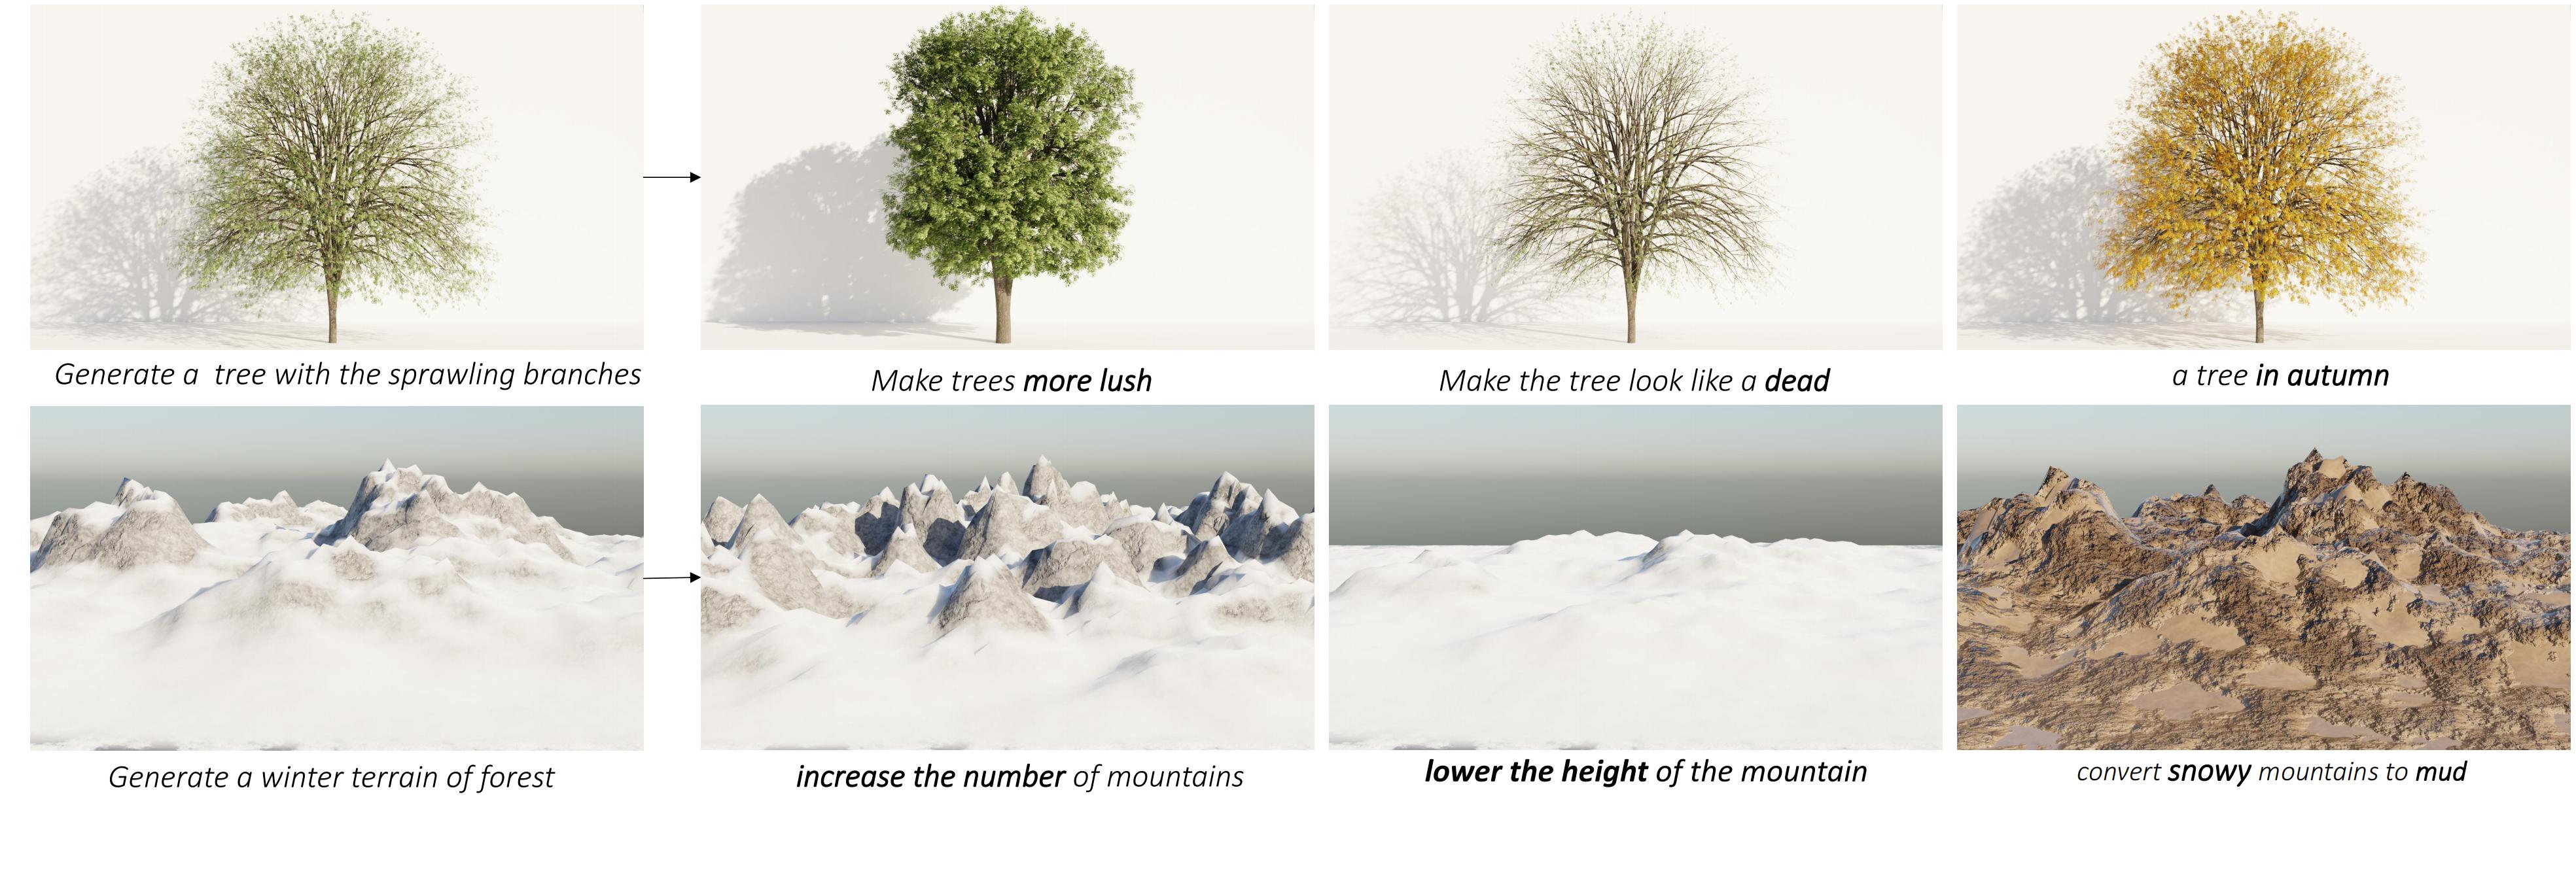 Generate a tree with the sprawling branches
Make trees more lush
Make the tree look like a dead
a tree in autumn
Generate a winter terrain of forest
increase the number of mountains
lower the height of the mountain
convert snowy mountains to mud